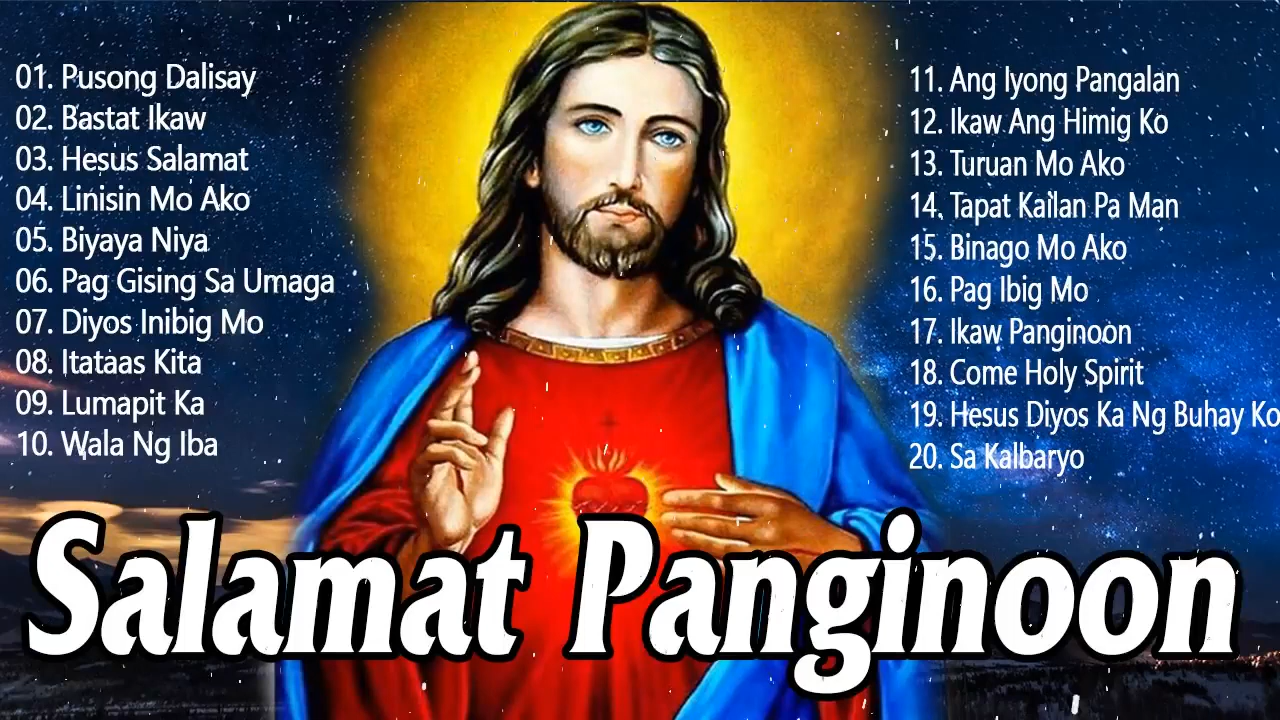 01. Pusong Dalisay
02. Bastat Ikaw
03. Hesus Salamat
04. Linisin Mo Ako
05. Biyaya Niya
06. Pag Gising Sa Umaga
07. Diyos Inibig Mo
08. Itataas Kita
09. Lumapit Ka
10. Wala Ng Iba
11. Ang Iyong Pangalan
12. Ikaw Ang Himig Ko
13. Turuan Mo Ako
14. Tapat Kailan Pa Man
15. Binago Mo Ako
16. Pag Ibig Mo
17. Ikaw Panginoon
18. Come Holy Spirit
19. Hesus Diyos Ka Ng Buhay Ko
20. Sa Kalbaryo
Salamat Panginoon